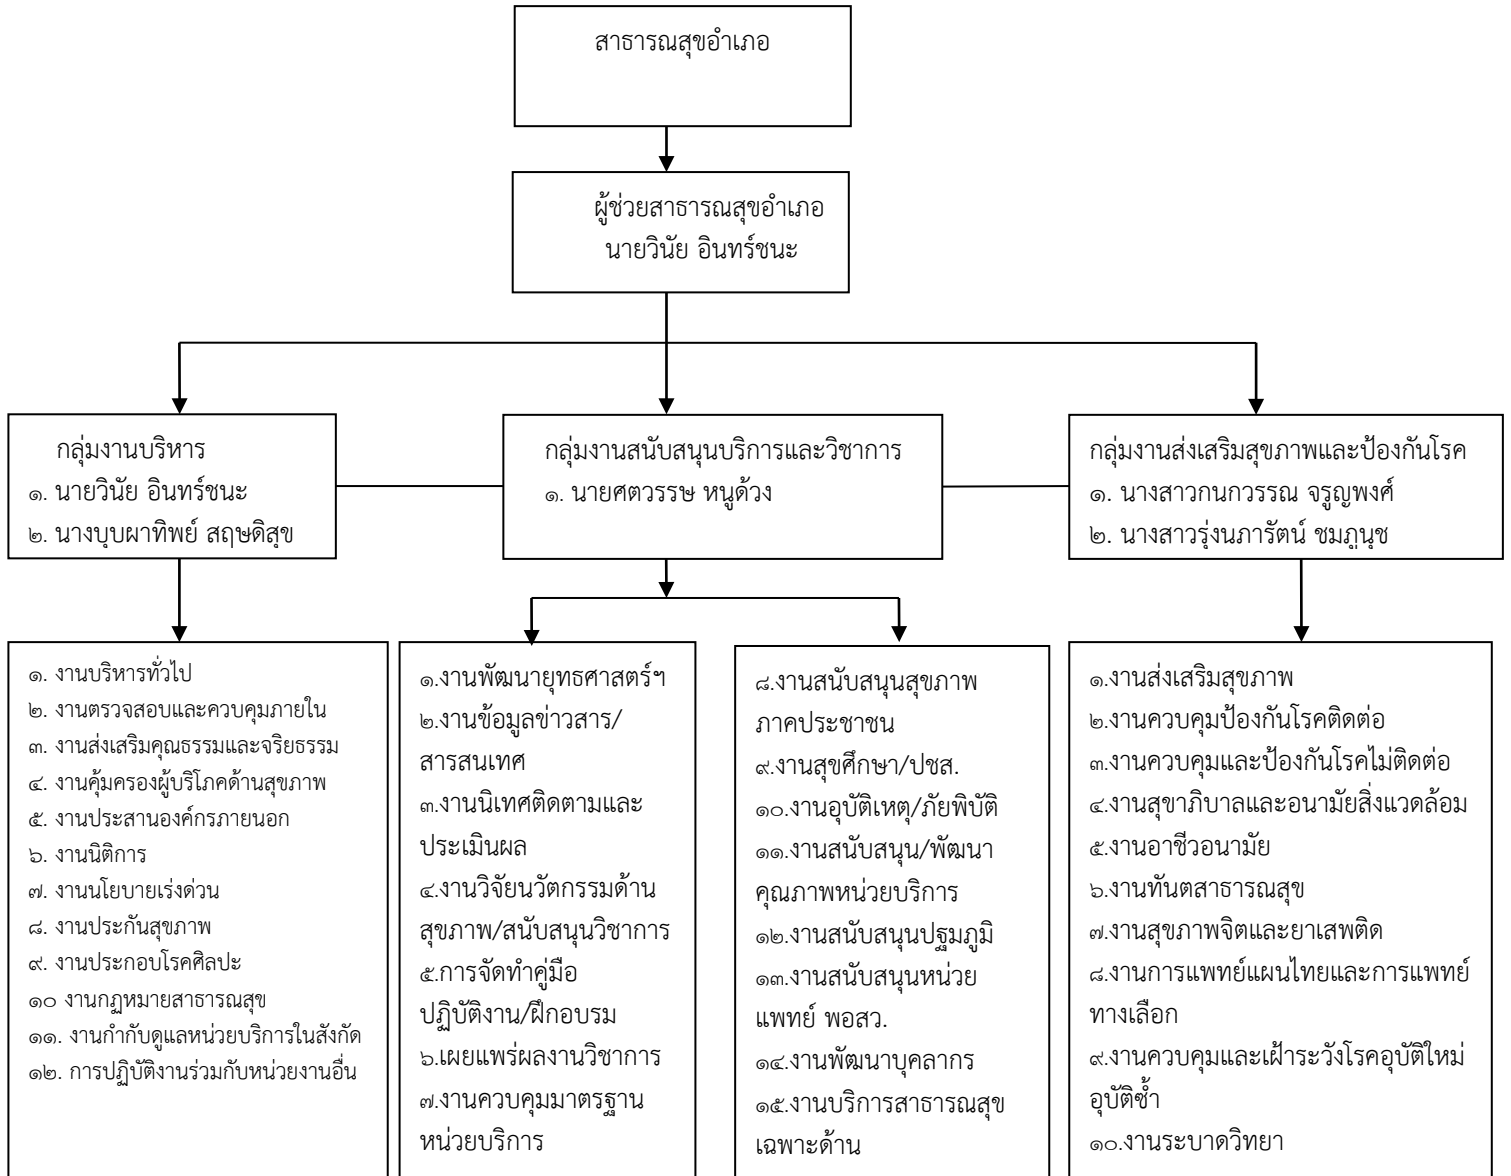 สาธารณสุขอำเภอ
ผู้ช่วยสาธารณสุขอำเภอ
นายวินัย อินทร์ชนะ
กลุ่มงานบริหาร
๑. นายวินัย อินทร์ชนะ
๒. นางบุบผาทิพย์ สฤษดิสุข
กลุ่มงานสนับสนุนบริการและวิชาการ
๑. นายศตวรรษ หนูด้วง
กลุ่มงานส่งเสริมสุขภาพและป้องกันโรค
๑. นางสาวกนกวรรณ จรูญพงศ์
๒. นางสาวรุ่งนภารัตน์ ชมภูนุช
๑. งานบริหารทั่วไป
๒. งานตรวจสอบและควบคุมภายใน
๓. งานส่งเสริมคุณธรรมและจริยธรรม
๔. งานคุ้มครองผู้บริโภคด้านสุขภาพ
๕. งานประสานองค์กรภายนอก
๖. งานนิติการ
๗. งานนโยบายเร่งด่วน
๘. งานประกันสุขภาพ
๙. งานประกอบโรคศิลปะ
๑๐ งานกฎหมายสาธารณสุข
๑๑. งานกำกับดูแลหน่วยบริการในสังกัด
๑๒. การปฏิบัติงานร่วมกับหน่วยงานอื่น
๑.งานพัฒนายุทธศาสตร์ฯ
๒.งานข้อมูลข่าวสาร/
สารสนเทศ
๓.งานนิเทศติดตามและ
ประเมินผล
๔.งานวิจัยนวัตกรรมด้าน
สุขภาพ/สนับสนุนวิชาการ
๕.การจัดทำคู่มือ
ปฏิบัติงาน/ฝึกอบรม
๖.เผยแพร่ผลงานวิชาการ
๗.งานควบคุมมาตรฐาน
หน่วยบริการ
๘.งานสนับสนุนสุขภาพ
ภาคประชาชน
๙.งานสุขศึกษา/ปชส.
๑๐.งานอุบัติเหตุ/ภัยพิบัติ
๑๑.งานสนับสนุน/พัฒนา
คุณภาพหน่วยบริการ
๑๒.งานสนับสนุนปฐมภูมิ
๑๓.งานสนับสนุนหน่วย
แพทย์ พอสว.
๑๔.งานพัฒนาบุคลากร
๑๕.งานบริการสาธารณสุข
เฉพาะด้าน
๑.งานส่งเสริมสุขภาพ
๒.งานควบคุมป้องกันโรคติดต่อ
๓.งานควบคุมและป้องกันโรคไม่ติดต่อ
๔.งานสุขาภิบาลและอนามัยสิ่งแวดล้อม
๕.งานอาชีวอนามัย
๖.งานทันตสาธารณสุข
๗.งานสุขภาพจิตและยาเสพติด
๘.งานการแพทย์แผนไทยและการแพทย์
ทางเลือก
๙.งานควบคุมและเฝ้าระวังโรคอุบัติใหม่
อุบัติซ้ำ
๑๐.งานระบาดวิทยา